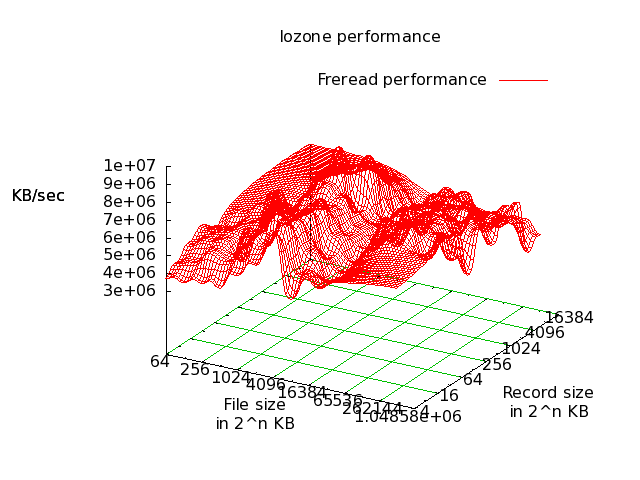 Iozone performance
Freread performance
KB/sec
1e+07
9e+06
8e+06
7e+06
6e+06
5e+06
4e+06
3e+06
64
256
1024
4096
16384
65536
262144
1.04858e+06
File size
in 2^n KB
4
16
64
256
1024
4096
16384
Record size
in 2^n KB